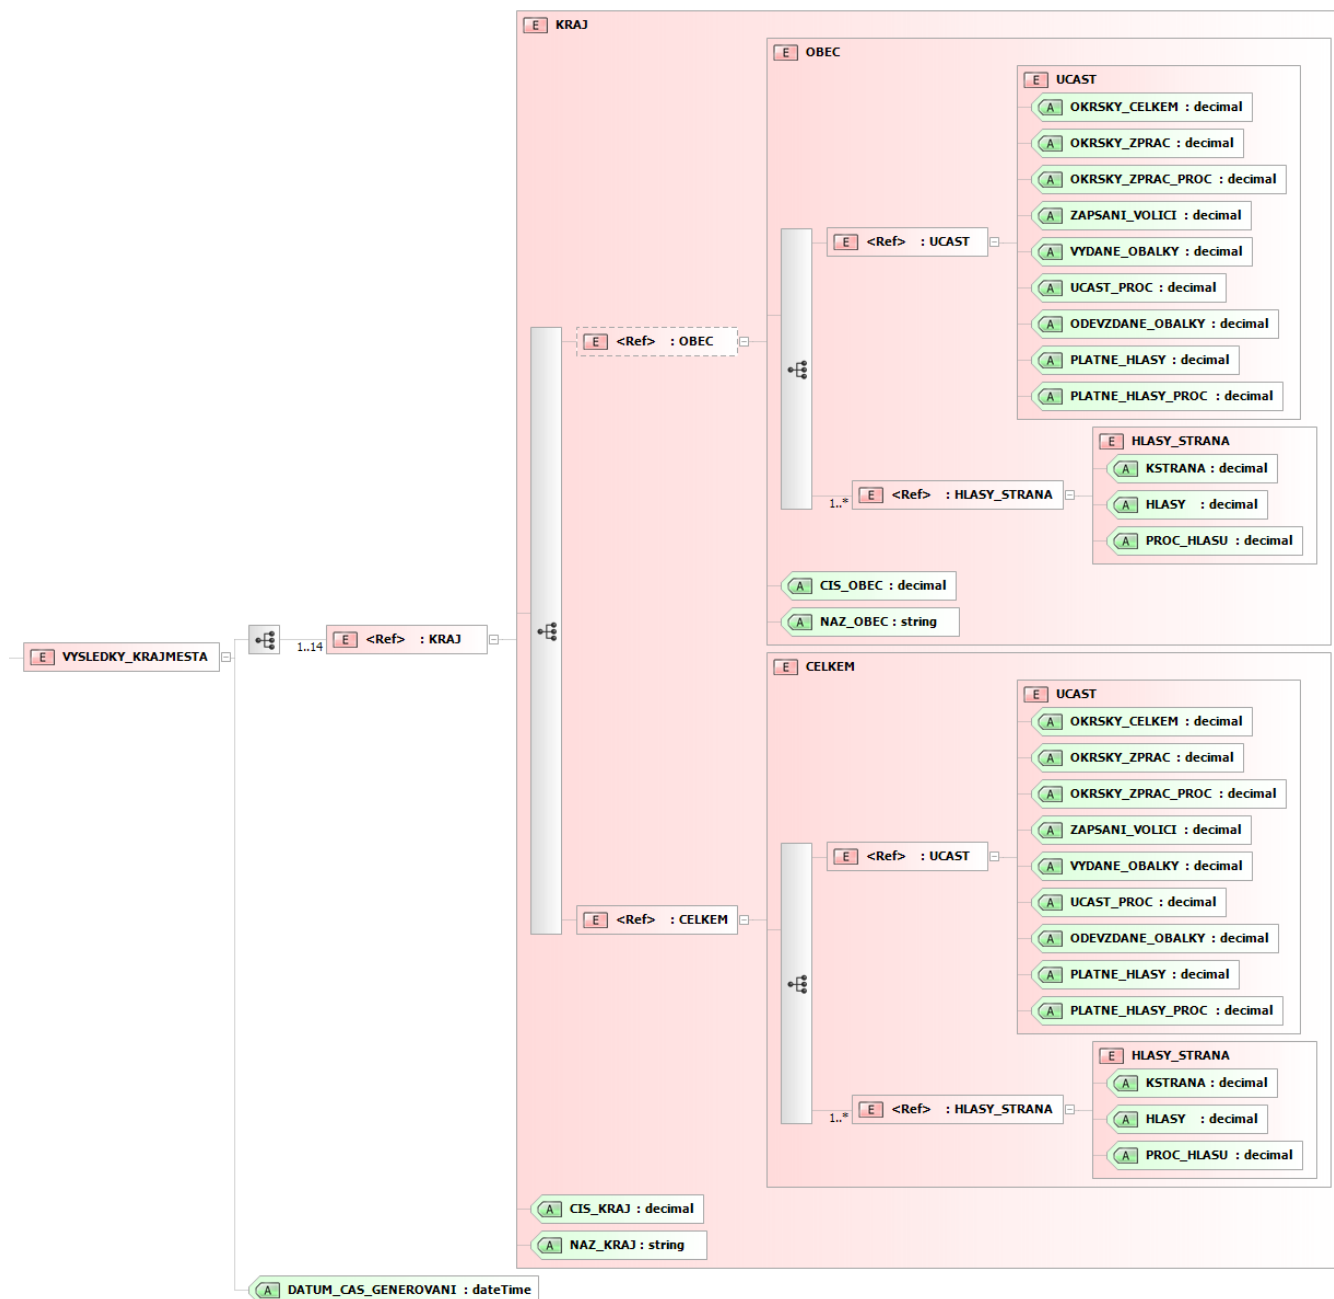 E KRAJ
E OBEC
E UCAST
A OKRSKY_CELKEM : decimal
A OKRSKY_ZPRAC : decimal
A OKRSKY_ZPRAC_PROC : decimal
A ZAPSANI_VOLICI : decimal
A VYDANE_OBALKY : decimal
A UCAST_PROC : decimal
A ODEVZDANE_OBALKY : decimal
A PLATNE_HLASY : decimal
A PLATNE_HLASY_PROC : decimal
E <Ref> : UCAST
E <Ref> : OBEC
E HLASY_STRANA
A KSTRANA : decimal
A HLASY : decimal
A PROC_HLASU : decimal
1..* E <Ref> : HLASY_STRANA
A CIS_OBEC : decimal
A NAZ_OBEC : string
E VYSLEDKY_KRAJMESTA
1..14 E <Ref> : KRAJ
E CELKEM
E UCAST
A OKRSKY_CELKEM : decimal
A OKRSKY_ZPRAC : decimal
A OKRSKY_ZPRAC_PROC : decimal
A ZAPSANI_VOLICI : decimal
A VYDANE_OBALKY : decimal
A UCAST_PROC : decimal
A ODEVZDANE_OBALKY : decimal
A PLATNE_HLASY : decimal
A PLATNE_HLASY_PROC : decimal
E <Ref> : UCAST
E <Ref> : CELKEM
E HLASY_STRANA
A KSTRANA : decimal
A HLASY : decimal
A PROC_HLASU : decimal
1..* E <Ref> : HLASY_STRANA
A CIS_KRAJ : decimal
A NAZ_KRAJ : string
A DATUM_CAS_GENEROVANI : dateTime